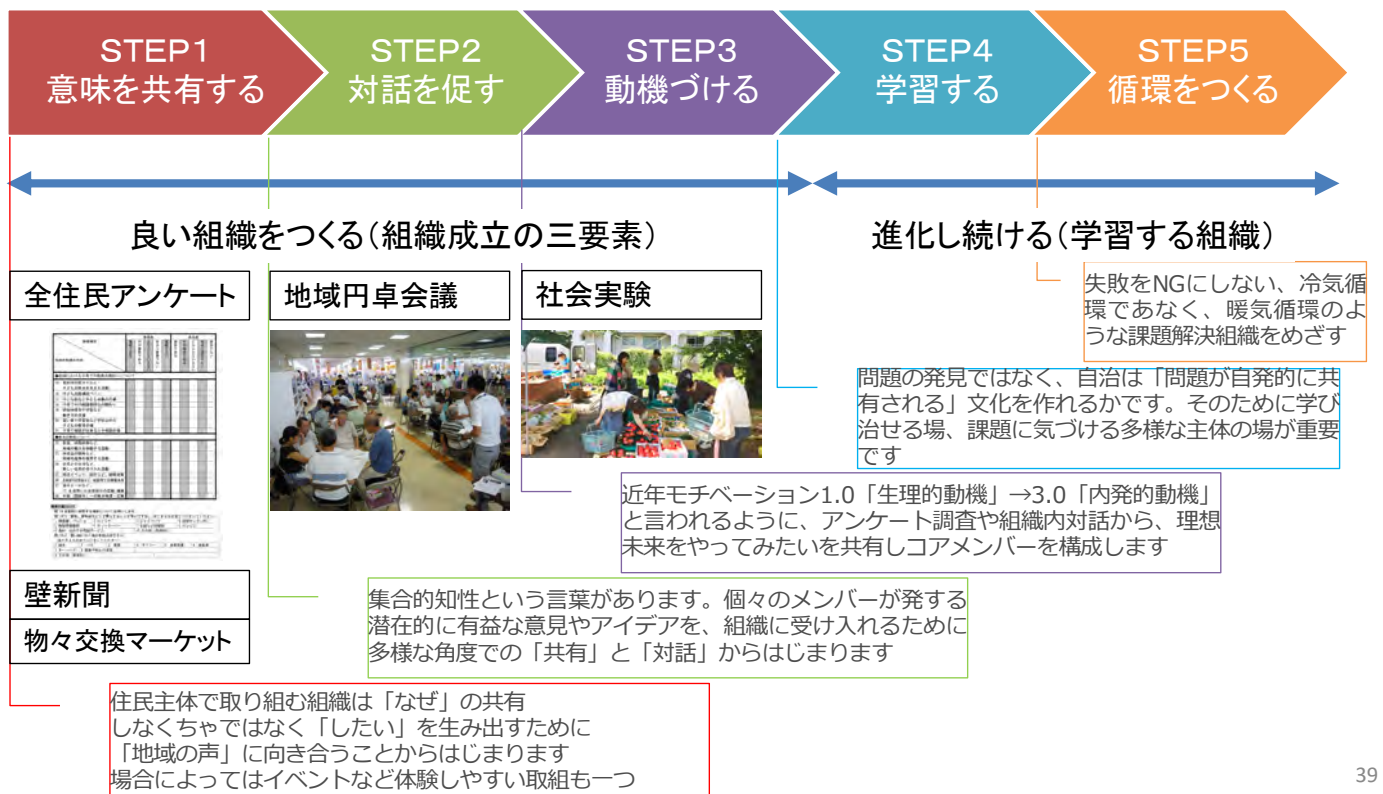 STEP1
意味を共有する
STEP2
対話を促す
STEP3
動機づける
STEP4
学習する
STEP5
循環をつくる
良い組織をつくる（組織成立の三要素）
進化し続ける（学習する組織）
全住民アンケート
地域円卓会議
社会実験
失敗をNGにしない、冷気循
環であなく、暖気循環のよ
うな課題解決組織をめざす
問題の発見ではなく、自治は「問題が自発的に共
有される」文化を作れるかです。そのために学び
治せる場、課題に気づける多様な主体の場が重要
です
近年モチベーション1.0「生理的動機」→3.0「内発的動機」
と言われるように、アンケート調査や組織内対話から、理想
未来をやってみたいを共有しコアメンバーを構成します
壁新聞
物々交換マーケット
集合的知性という言葉があります。個々のメンバーが発する
潜在的に有益な意見やアイデアを、組織に受け入れるために
多様な角度での「共有」と「対話」からはじまります
住民主体で取り組む組織は「なぜ」の共有
しなくちゃではなく「したい」を生み出すために
「地域の声」に向き合うことからはじまります
場合によってはイベントなど体験しやすい取組も一つ
39